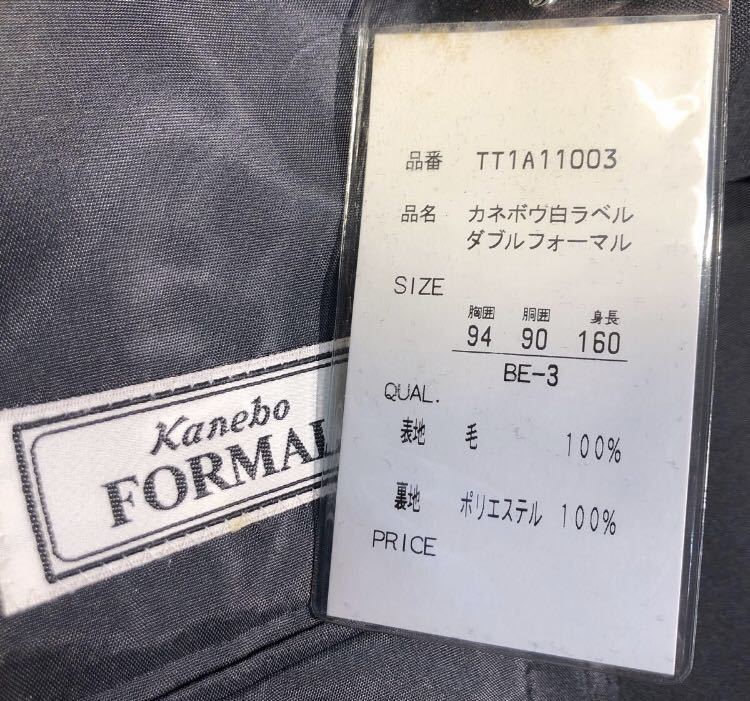 Kanebo
FORMAL
品番 TT1A11003
品名 カネボウ白ラベル
ダブルフォーマル
SIZE
胸囲 胴囲 身長
94 90 160
BE-3
QUAL.
表地 毛 100%
裏地 ポリエステル 100%
PRICE